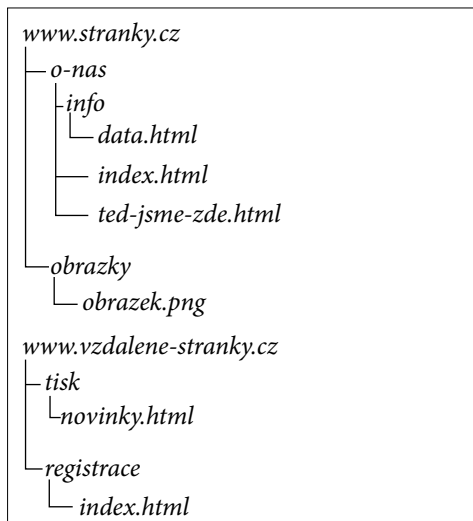 www.stranky.cz
o-nas
info
data.html
index.html
ted-jsme-zde.html
obrazky
obrazek.png
www.vzdalene-stranky.cz
tisk
novinky.html
registrace
index.html